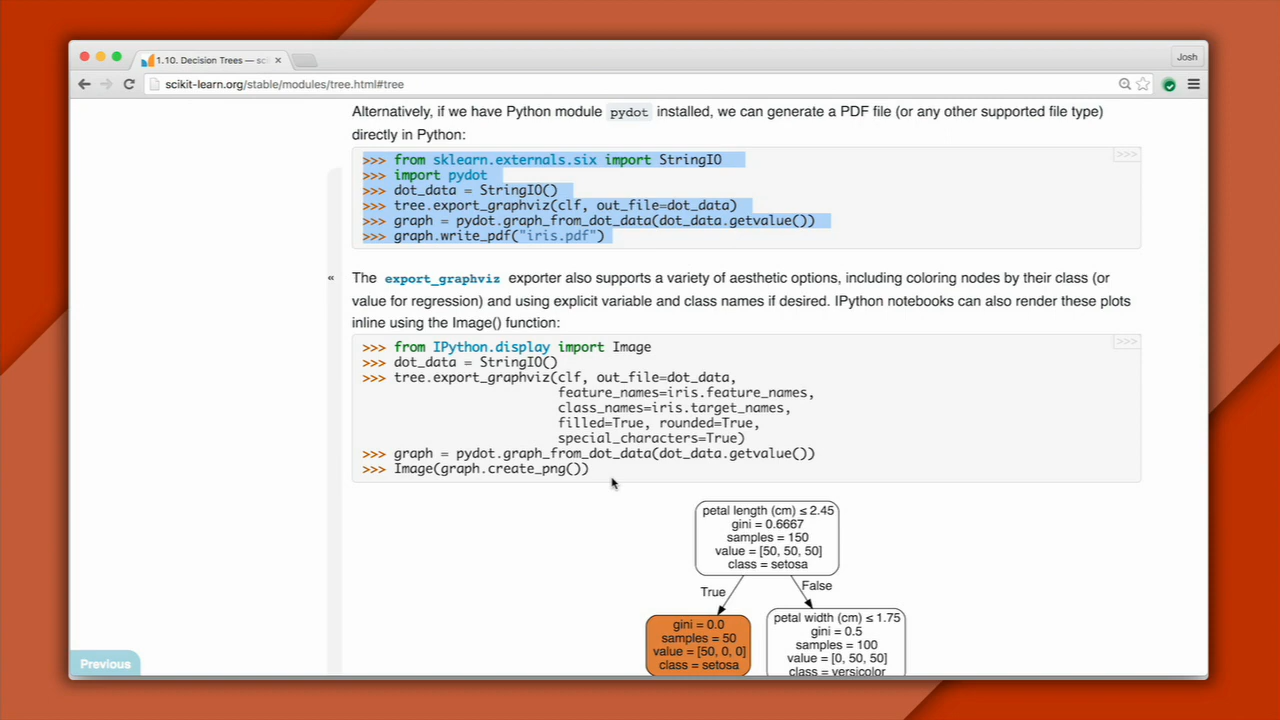 1.10. Decision Trees — sci
Josh
scikit-learn.org/stable/modules/tree.html#tree
Alternatively, if we have Python module pydot installed, we can generate a PDF file (or any other supported file type)
directly in Python:
>>>
>>> from sklearn.externals.six import StringIO
>>> import pydot
>>> dot_data = StringIO()
>>> tree.export_graphviz(clf, out_file=dot_data)
>>> graph = pydot.graph_from_dot_data(dot_data.getvalue())
>>> graph.write_pdf("iris.pdf")
«
The export_graphviz exporter also supports a variety of aesthetic options, including coloring nodes by their class (or
value for regression) and using explicit variable and class names if desired. IPython notebooks can also render these plots
inline using the Image() function:
>>>
>>> from IPython.display import Image
>>> dot_data = StringIO()
>>> tree.export_graphviz(clf, out_file=dot_data,
feature_names=iris.feature_names,
class_names=iris.target_names,
filled=True, rounded=True,
special_characters=True)
>>> graph = pydot.graph_from_dot_data(dot_data.getvalue())
>>> Image(graph.create_png())
petal length (cm) ≤ 2.45
gini = 0.6667
samples = 150
value = [50, 50, 50]
class = setosa
True
False
gini = 0.0
samples = 50
value = [50, 0, 0]
class = setosa
petal width (cm) ≤ 1.75
gini = 0.5
samples = 100
value = [0, 50, 50]
class = versicolor
Previous